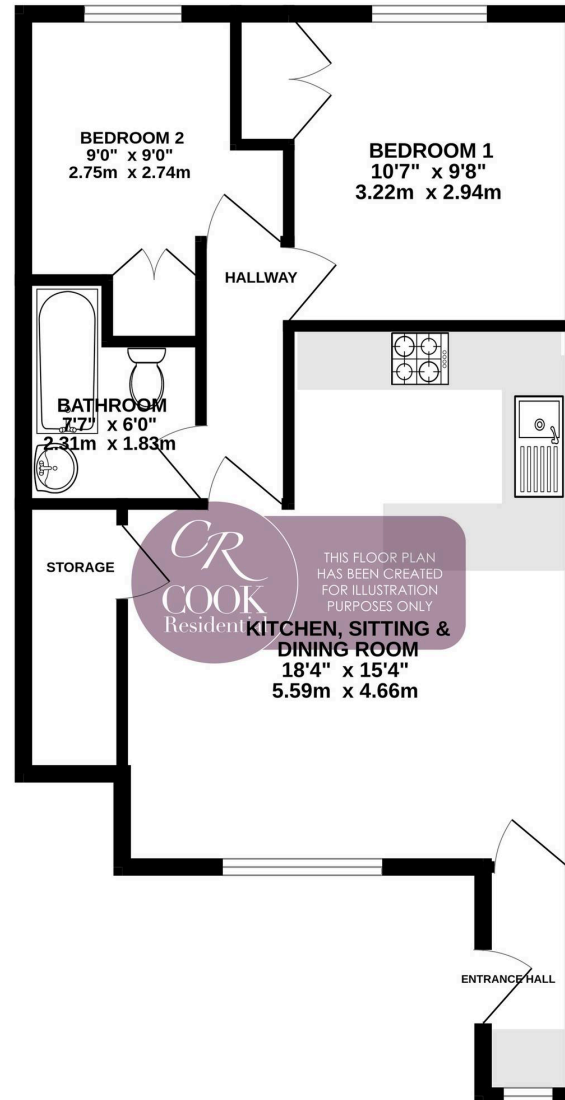 BEDROOM 2
9'0" x 9'0"
2.75m x 2.74m
BEDROOM 1
10'7" x 9'8"
3.22m x 2.94m
HALLWAY
BATHROOM
7'7" x 6'0"
2.31m x 1.83m
STORAGE
CR
COOK
Residential
THIS FLOOR PLAN
HAS BEEN CREATED
FOR ILLUSTRATION
PURPOSES ONLY
KITCHEN, SITTING &
DINING ROOM
18'4" x 15'4"
5.59m x 4.66m
ENTRANCE HALL